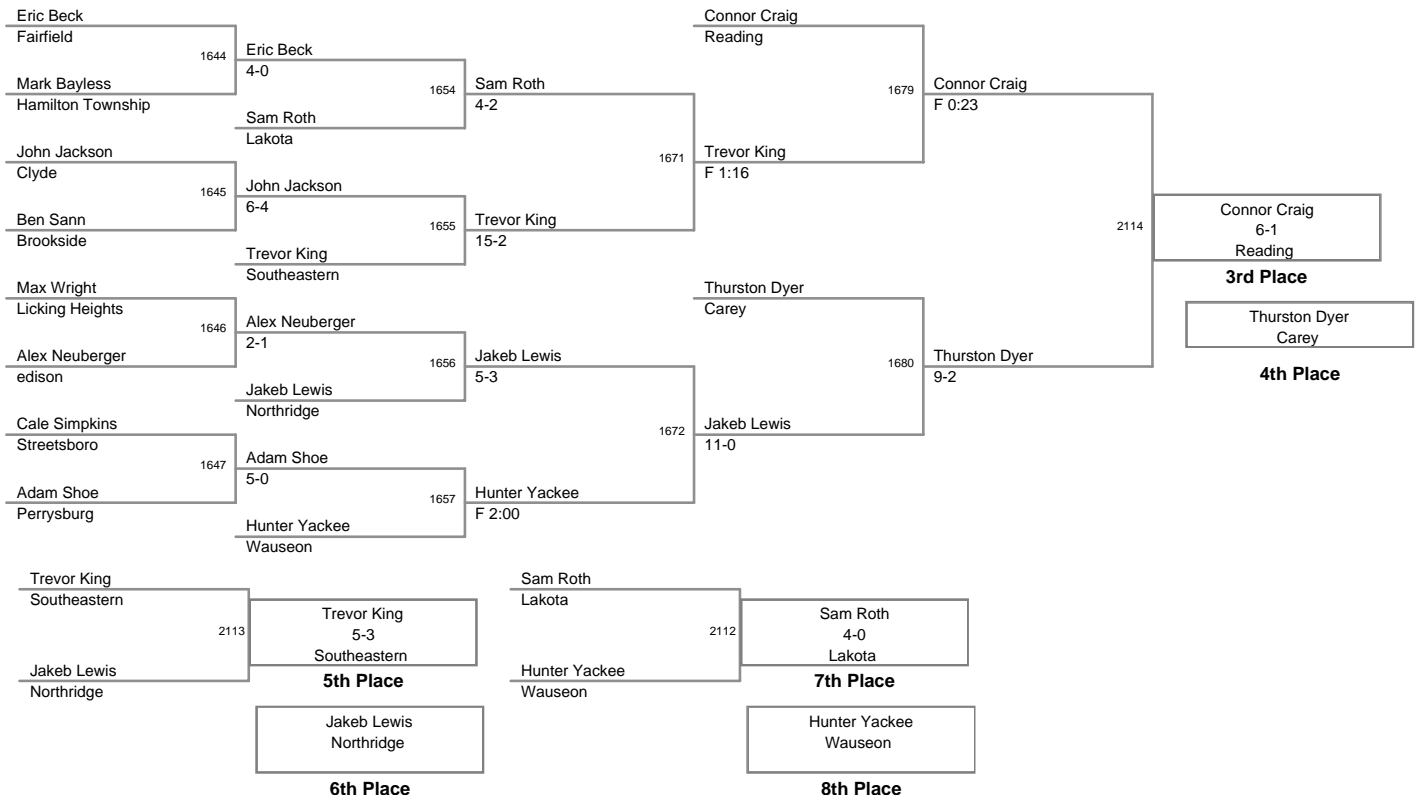 Eric Beck
Fairfield
1644
Mark Bayless
Hamilton Township
John Jackson
Clyde
1645
Ben Sann
Brookside
Max Wright
Licking Heights
1646
Alex Neuberger
edison
Cale Simpkins
Streetsboro
1647
Adam Shoe
Perrysburg
Eric Beck
4-0
1654
Sam Roth
Lakota
John Jackson
6-4
1655
Trevor King
Southeastern
Alex Neuberger
2-1
1656
Jakeb Lewis
Northridge
Adam Shoe
5-0
1657
Hunter Yackee
Wauseon
Sam Roth
4-2
1671
Trevor King
15-2
Jakeb Lewis
5-3
1672
Hunter Yackee
F 2:00
Connor Craig
Reading
1679
Trevor King
F 1:16
Thurston Dyer
Carey
1680
Jakeb Lewis
11-0
Connor Craig
F 0:23
2114
Thurston Dyer
9-2
Connor Craig
6-1
Reading
3rd Place
Thurston Dyer
Carey
4th Place
Trevor King
Southeastern
2113
Jakeb Lewis
Northridge
Trevor King
5-3
Southeastern
5th Place
Jakeb Lewis
Northridge
6th Place
Sam Roth
Lakota
2112
Hunter Yackee
Wauseon
Sam Roth
4-0
Lakota
7th Place
Hunter Yackee
Wauseon
8th Place